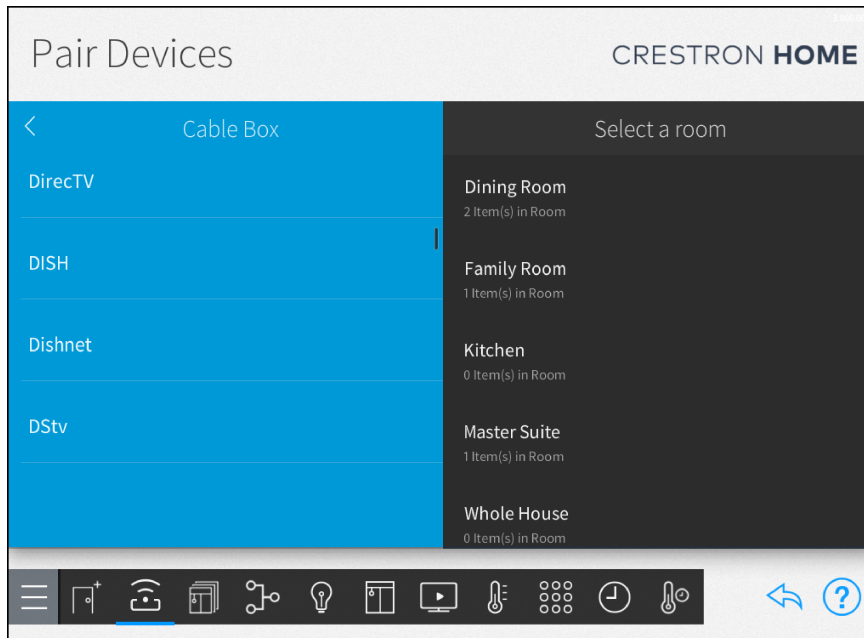 Pair Devices
CRESTRON HOME
Cable Box
DirecTV
DISH
Dishnet
DStv
Select a room
Dining Room
2 Item(s) in Room
Family Room
1 Item(s) in Room
Kitchen
0 Item(s) in Room
Master Suite
1 Item(s) in Room
Whole House
0 Item(s) in Room
?